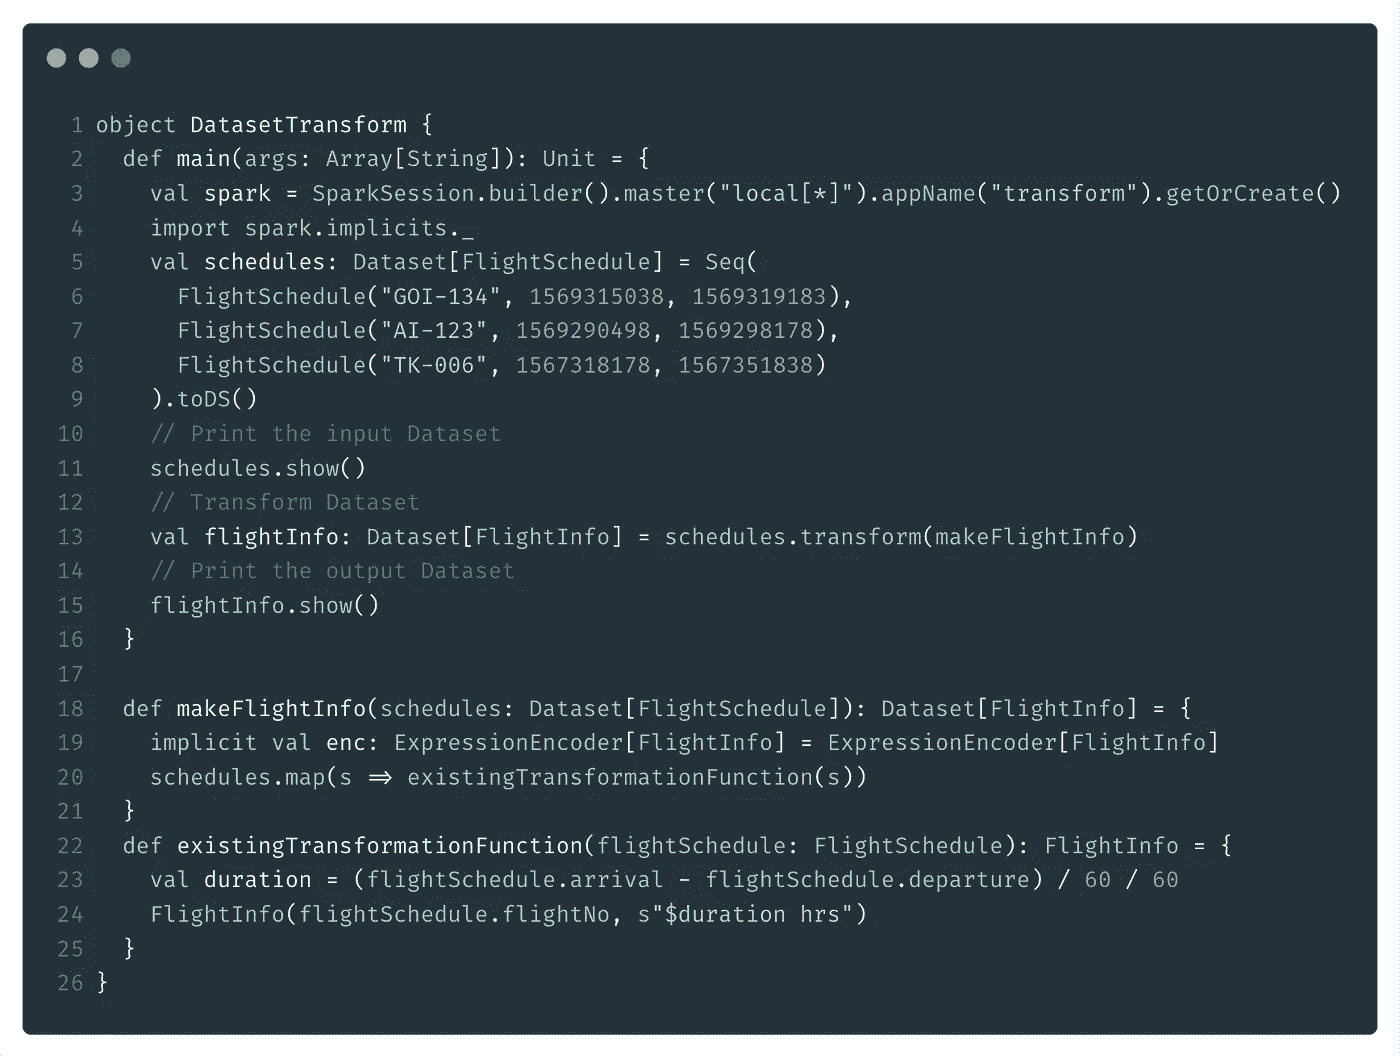 1 object DatasetTransform {
2   def main(args: Array[String]): Unit = {
3     val spark = SparkSession.builder().master("local[*]").appName("transform").getOrCreate()
4     import spark.implicits._
5     val schedules: Dataset[FlightSchedule] = Seq(
6       FlightSchedule("GOI-134", 1569315038, 1569319183),
7       FlightSchedule("AI-123", 1569290498, 1569298178),
8       FlightSchedule("TK-006", 1567318178, 1567351838)
9     ).toDS()
10     // Print the input Dataset
11     schedules.show()
12     // Transform Dataset
13     val flightInfo: Dataset[FlightInfo] = schedules.transform(makeFlightInfo)
14     // Print the output Dataset
15     flightInfo.show()
16   }
17
18   def makeFlightInfo(schedules: Dataset[FlightSchedule]): Dataset[FlightInfo] = {
19     implicit val enc: ExpressionEncoder[FlightInfo] = ExpressionEncoder[FlightInfo]
20     schedules.map(s => existingTransformationFunction(s))
21   }
22   def existingTransformationFunction(flightSchedule: FlightSchedule): FlightInfo = {
23     val duration = (flightSchedule.arrival - flightSchedule.departure) / 60 / 60
24     FlightInfo(flightSchedule.flightNo, s"$duration hrs")
25   }
26 }